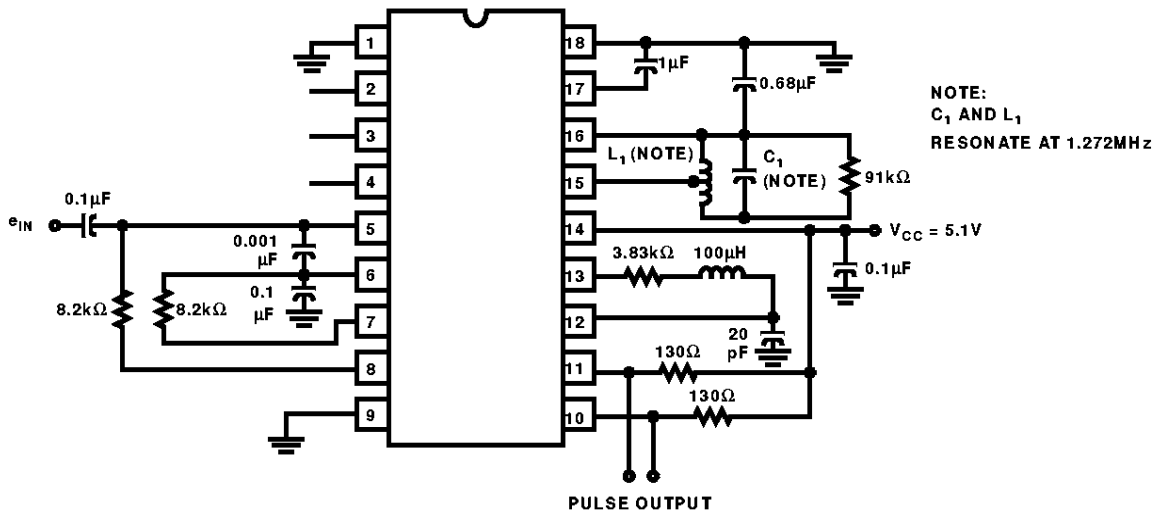 1
18
1µF
2
17
0.68µF
NOTE:
C1 AND L1
RESONATE AT 1.272MHz
3
16
L1 (NOTE)
C1
(NOTE)
4
15
91kΩ
0.1µF
eIN
5
14
VCC = 5.1V
0.001
µF
3.83kΩ
100µH
6
13
0.1µF
8.2kΩ
8.2kΩ
0.1
µF
7
12
20
pF
130Ω
8
11
130Ω
9
10
PULSE OUTPUT